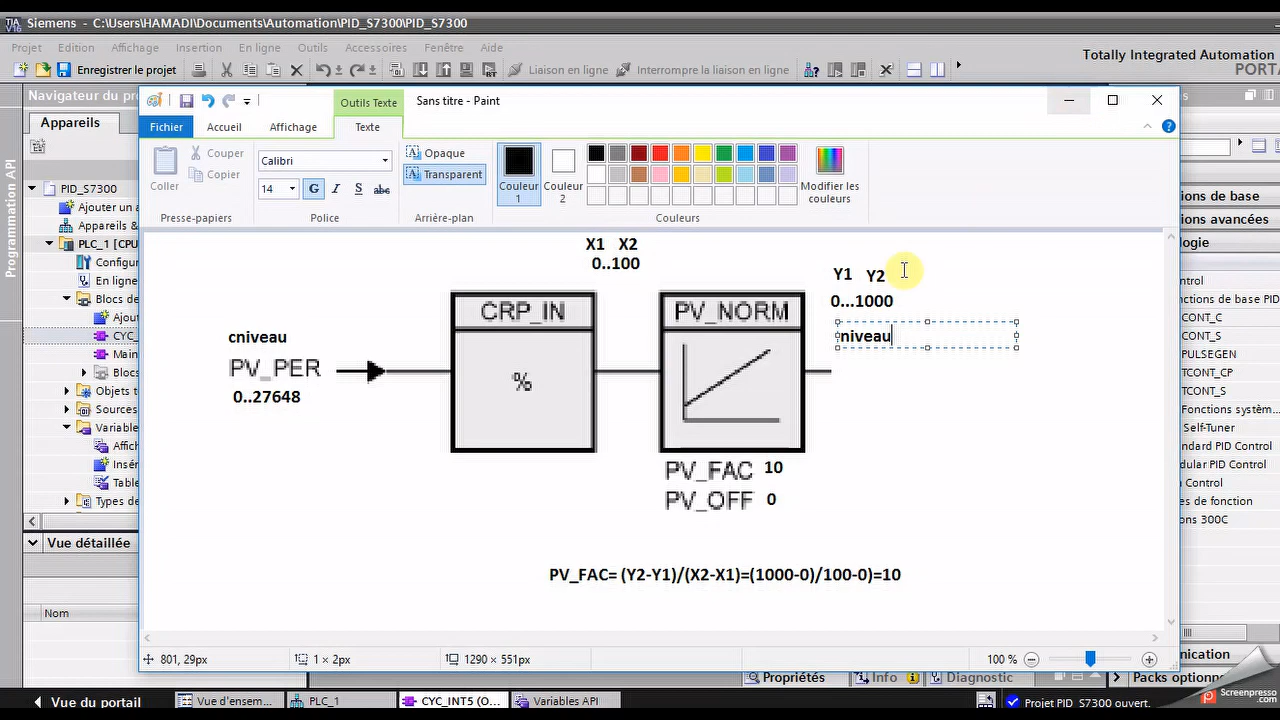 Siemens - C:\Users\HAMADI\Documents\Automation\PID_S7300\PID_S7300
Projet Edition Affichage Insertion En ligne Outils Accessoires Fenêtre Aide
Totally Integrated Automation
PORTA
Enregistrer le projet
Liaison en ligne
Interrompre la liaison en ligne
Navigateur du pro
Appareils
Programmation API
PID_S7300
Ajouter un a
Appareils &
PLC_1 [CPU
Configur
En ligne
Blocs de
Ajout
CYC_
Main
Blocs
Objets t
Sources
Variable
Affich
Insér
Table
Types de
Vue détaillée
Nom
Outils Texte
Sans titre - Paint
Fichier Accueil Affichage Texte
Coller
Couper
Copier
Presse-papiers
Calibri
14
G I S abc
Police
Opaque
Transparent
Arrière-plan
Couleur 1
Couleur 2
Modifier les couleurs
Couleurs
X1 X2
0..100
Y1 Y2
0...1000
niveau
cniveau
PV_PER
0..27648
CRP_IN
%
PV_NORM
PV_FAC 10
PV_OFF 0
PV_FAC= (Y2-Y1)/(X2-X1)=(1000-0)/100-0)=10
801, 29px
1 × 2px
1290 × 551px
100 %
s
ions de base
ions avancées
logie
ontrol
nctions de base PID
CONT_C
CONT_S
PULSEGEN
TCONT_CP
TCONT_S
Fonctions systèm...
Self-Tuner
ndard PID Control
dular PID Control
Control
es de fonction
ions 300C
nication
Packs optionne
Propriétés
Info
Diagnostic
Vue du portail
Vue d'ensem...
PLC_1
CYC_INT5 (O...
Variables API
Projet PID_S7300 ouvert.
Screenpresso
.com